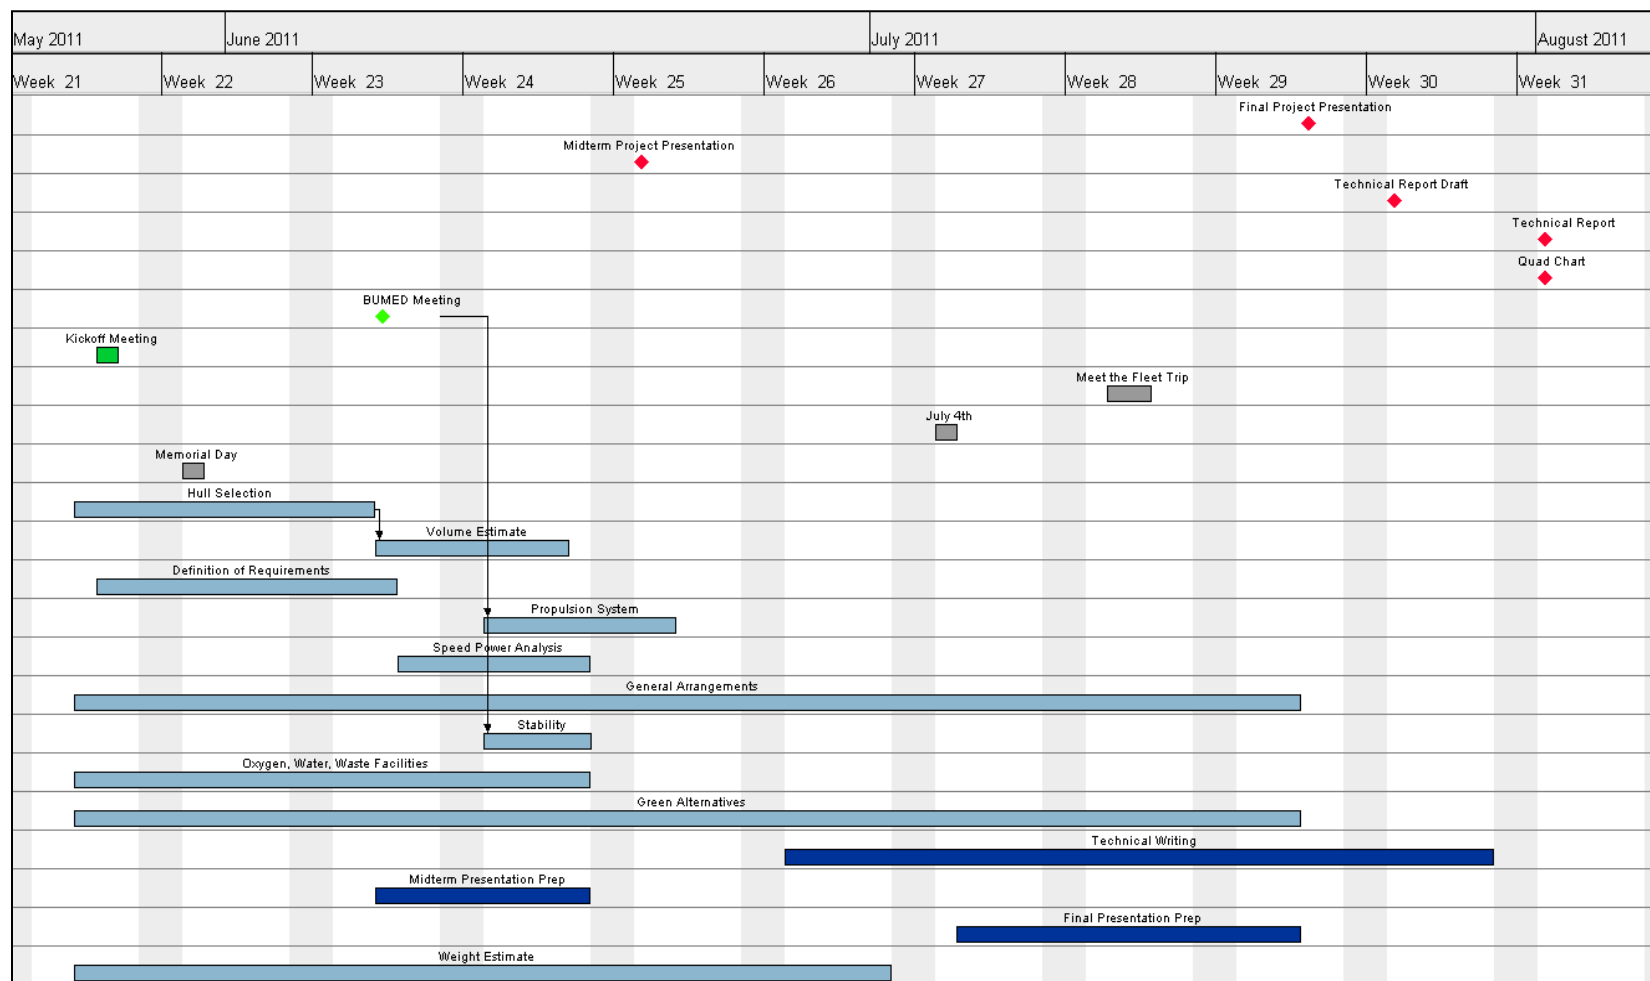 May 2011 June 2011 July 2011 August 2011
Week 21 Week 22 Week 23 Week 24 Week 25 Week 26 Week 27 Week 28 Week 29 Week 30 Week 31
Final Project Presentation
Midterm Project Presentation
Technical Report Draft
Technical Report
Quad Chart
BUMED Meeting
Kickoff Meeting
Meet the Fleet Trip
July 4th
Memorial Day
Hull Selection
Volume Estimate
Definition of Requirements
Propulsion System
Speed Power Analysis
General Arrangements
Stability
Oxygen, Water, Waste Facilities
Green Alternatives
Technical Writing
Midterm Presentation Prep
Final Presentation Prep
Weight Estimate